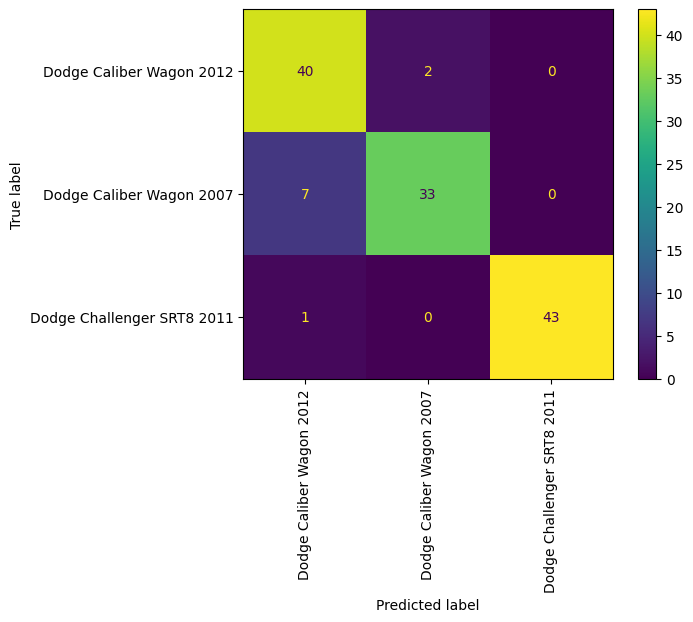 Dodge Caliber Wagon 2012
40
2
0
Dodge Caliber Wagon 2007
7
33
0
Dodge Challenger SRT8 2011
1
0
43
True label
Dodge Caliber Wagon 2012
Dodge Caliber Wagon 2007
Dodge Challenger SRT8 2011
Predicted label
40
35
30
25
20
15
10
5
0